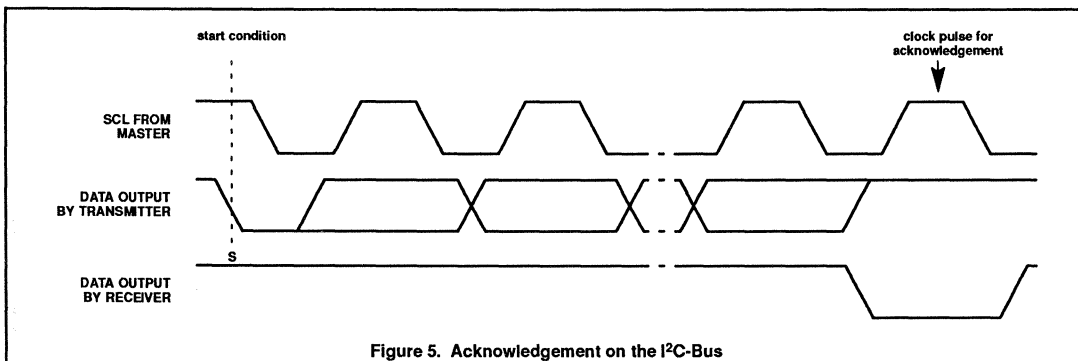 start condition
clock pulse for
acknowledgement
SCL FROM
MASTER
DATA OUTPUT
BY TRANSMITTER
S
DATA OUTPUT
BY RECEIVER
Figure 5. Acknowledgement on the I²C-Bus